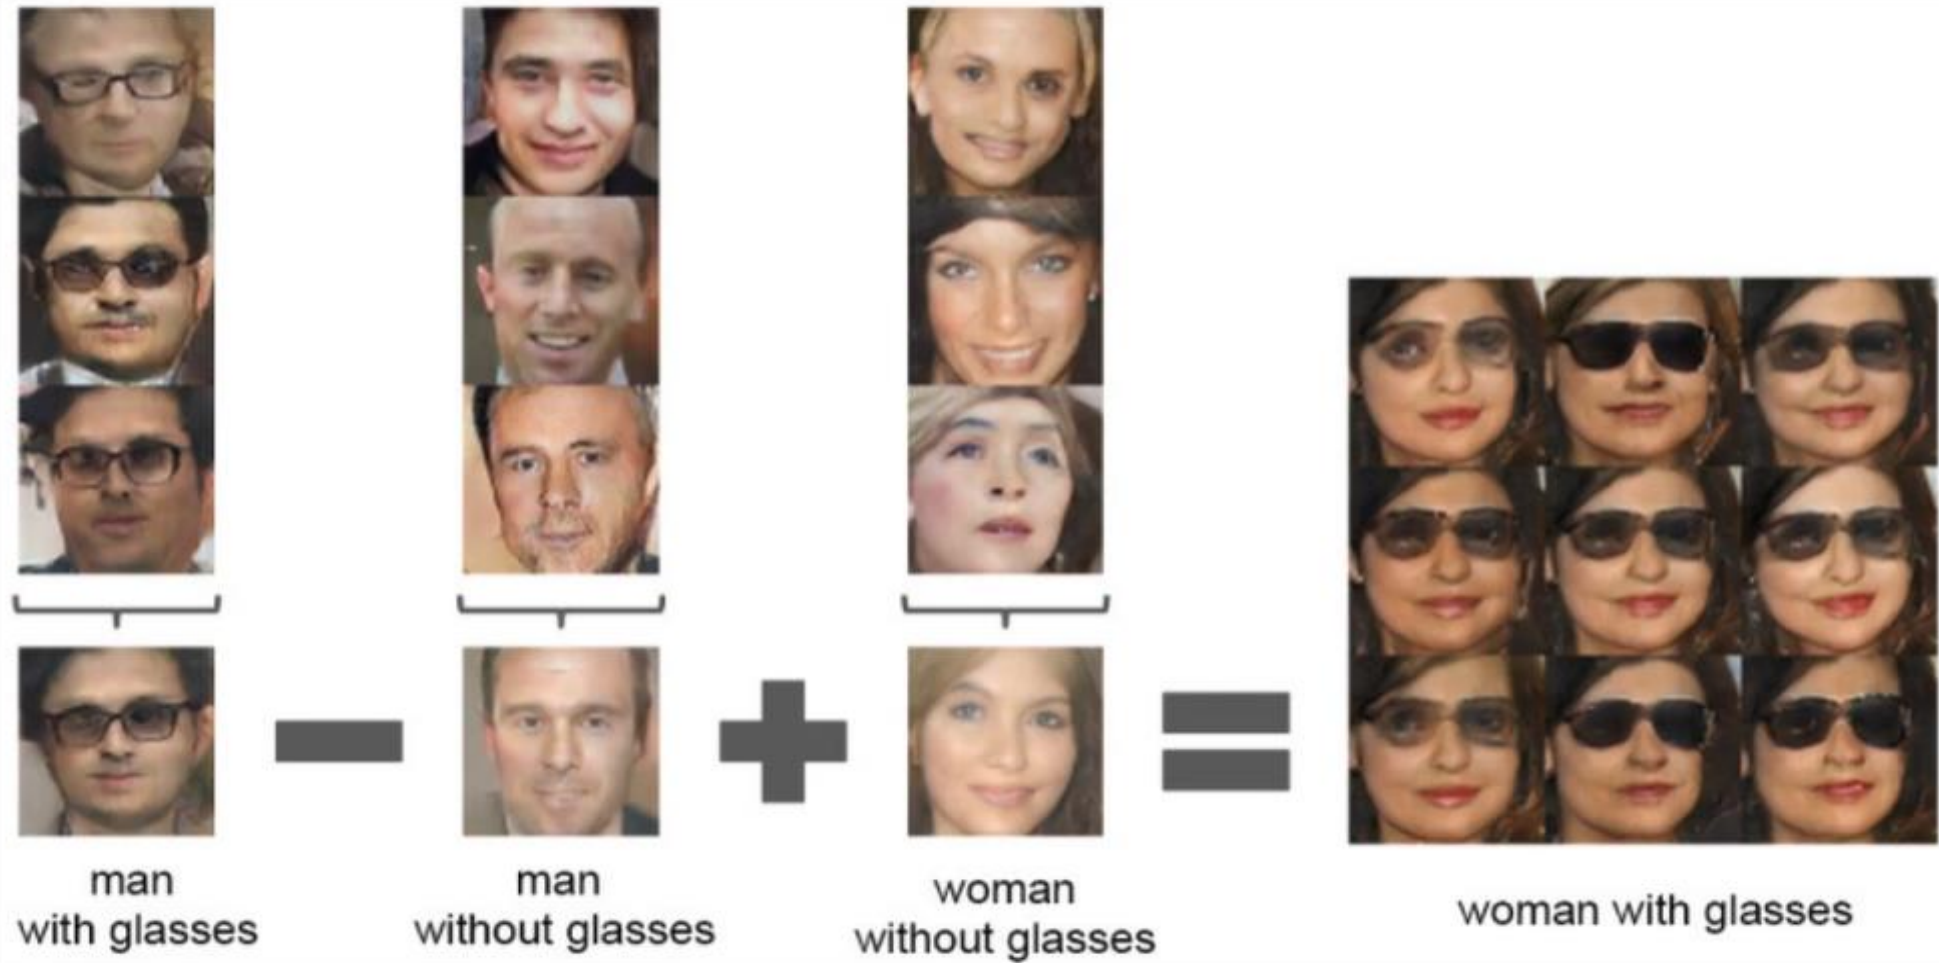 man
with glasses
man
without glasses
woman
without glasses
woman with glasses